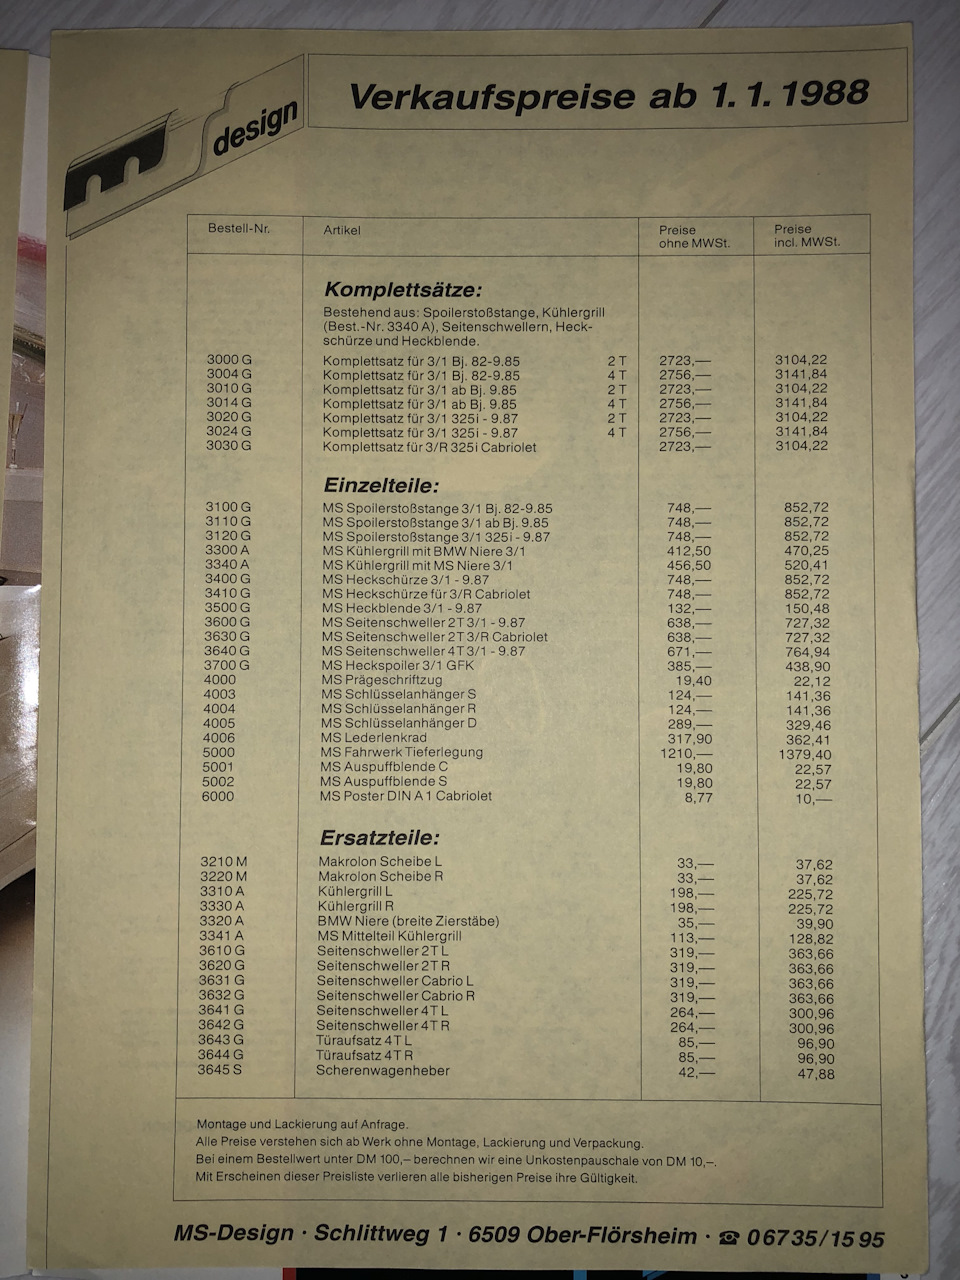 m design
Verkaufspreise ab 1. 1. 1988
Bestell-Nr. Artikel Preise ohne MWSt. Preise incl. MWSt.
Komplettsätze:
Bestehend aus: Spoilerstoßstange, Kühlergrill
(Best.-Nr. 3340 A), Seitenschwellern, Heck-
schürze und Heckblende.
3000 G Komplettsatz für 3/1 Bj. 82-9.85 2 T 2723,— 3104,22
3004 G Komplettsatz für 3/1 Bj. 82-9.85 4 T 2756,— 3141,84
3010 G Komplettsatz für 3/1 ab Bj. 9.85 2 T 2723,— 3104,22
3014 G Komplettsatz für 3/1 ab Bj. 9.85 4 T 2756,— 3141,84
3020 G Komplettsatz für 3/1 325i - 9.87 2 T 2723,— 3104,22
3024 G Komplettsatz für 3/1 325i - 9.87 4 T 2756,— 3141,84
3030 G Komplettsatz für 3/R 325i Cabriolet 2723,— 3104,22
Einzelteile:
3100 G MS Spoilerstoßstange 3/1 Bj. 82-9.85 748,— 852,72
3110 G MS Spoilerstoßstange 3/1 ab Bj. 9.85 748,— 852,72
3120 G MS Spoilerstoßstange 3/1 325i - 9.87 748,— 852,72
3300 A MS Kühlergrill mit BMW Niere 3/1 412,50 470,25
3340 A MS Kühlergrill mit MS Niere 3/1 456,50 520,41
3400 G MS Heckschürze 3/1 - 9.87 748,— 852,72
3410 G MS Heckschürze für 3/R Cabriolet 748,— 852,72
3500 G MS Heckblende 3/1 - 9.87 132,— 150,48
3600 G MS Seitenschweller 2T 3/1 - 9.87 638,— 727,32
3630 G MS Seitenschweller 2T 3/R Cabriolet 638,— 727,32
3640 G MS Seitenschweller 4T 3/1 - 9.87 671,— 764,94
3700 G MS Heckspoiler 3/1 GFK 385,— 438,90
4000 MS Prägeschriftzug 19,40 22,12
4003 MS Schlüsselanhänger S 124,— 141,36
4004 MS Schlüsselanhänger R 124,— 141,36
4005 MS Schlüsselanhänger D 289,— 329,46
4006 MS Lederlenkrad 317,90 362,41
5000 MS Fahrwerk Tieferlegung 1210,— 1379,40
5001 MS Auspuffblende C 19,80 22,57
5002 MS Auspuffblende S 19,80 22,57
6000 MS Poster DIN A 1 Cabriolet 8,77 10,—
Ersatzteile:
3210 M Makrolon Scheibe L 33,— 37,62
3220 M Makrolon Scheibe R 33,— 37,62
3310 A Kühlergrill L 198,— 225,72
3330 A Kühlergrill R 198,— 225,72
3320 A BMW Niere (breite Zierstäbe) 35,— 39,90
3341 A MS Mittelteil Kühlergrill 113,— 128,82
3610 G Seitenschweller 2T L 319,— 363,66
3620 G Seitenschweller 2T R 319,— 363,66
3631 G Seitenschweller Cabrio L 319,— 363,66
3632 G Seitenschweller Cabrio R 319,— 363,66
3641 G Seitenschweller 4T L 264,— 300,96
3642 G Seitenschweller 4T R 264,— 300,96
3643 G Türaufsatz 4T L 85,— 96,90
3644 G Türaufsatz 4T R 85,— 96,90
3645 S Scherenwagenheber 42,— 47,88
Montage und Lackierung auf Anfrage.
Alle Preise verstehen sich ab Werk ohne Montage, Lackierung und Verpackung.
Bei einem Bestellwert unter DM 100,– berechnen wir eine Unkostenpauschale von DM 10,–.
Mit Erscheinen dieser Preisliste verlieren alle bisherigen Preise ihre Gültigkeit.
MS-Design · Schlittweg 1 · 6509 Ober-Flörsheim · ☎ 0 67 35 / 15 95